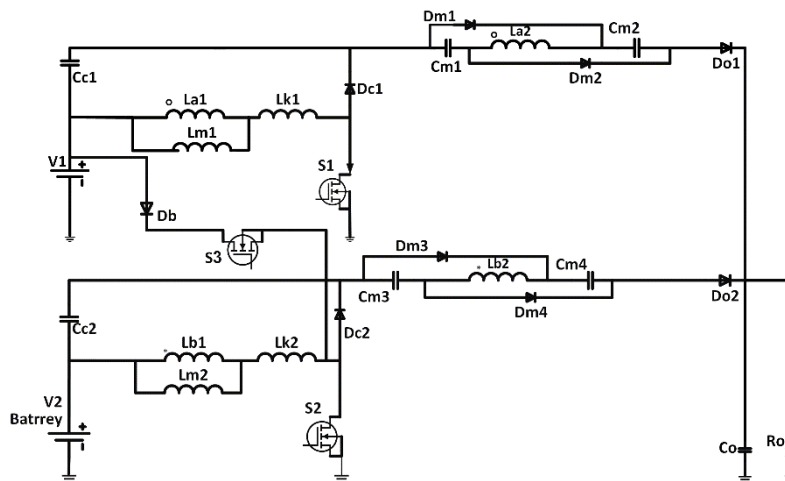 Dm1
La2
Cm2
Cm1
Dm2
Do1
Cc1
La1
Lk1
Dc1
Lm1
V1
+
S1
Db
S3
Dm3
Lb2
Cm4
Cm3
Dm4
Do2
Cc2
Lb1
Lk2
Dc2
Lm2
V2
Batrrey
+
S2
Co
Ro